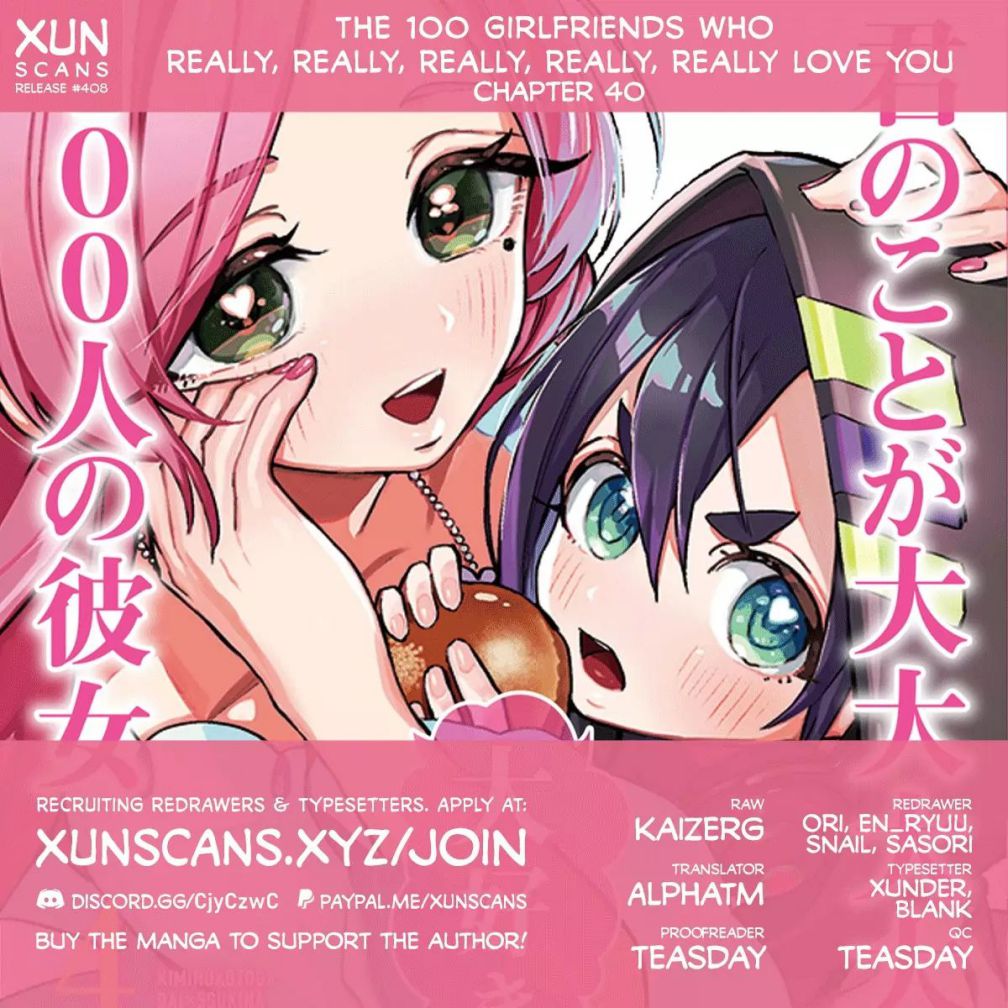 XUN
SCANS
RELEASE #408
THE 100 GIRLFRIENDS WHO
REALLY, REALLY, REALLY, REALLY, REALLY LOVE YOU
CHAPTER 40
君のことが大大
00人の彼女
RECRUITING REDRAWERS & TYPESETTERS. APPLY AT:
XUNSCANS.XYZ/JOIN
DISCORD.GG/CjyCzwC PAYPAL.ME/XUNSCANS
BUY THE MANGA TO SUPPORT THE AUTHOR!
RAW
KAIZERG
TRANSLATOR
ALPHATM
PROOFREADER
TEASDAY
REDRAWER
ORI, EN_RYUU,
SNAIL, SASORI
TYPESETTER
XUNDER,
BLANK
QC
TEASDAY
4